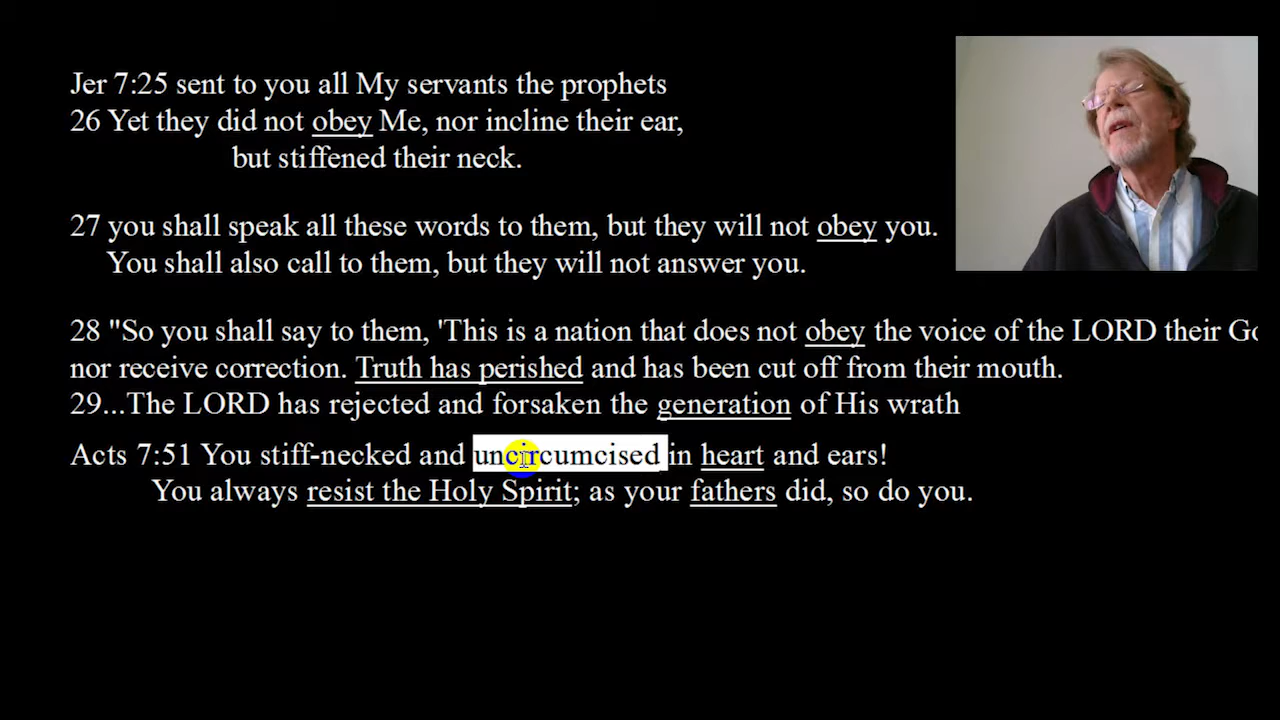 Jer 7:25 sent to you all My servants the prophets
26 Yet they did not obey Me, nor incline their ear,
but stiffened their neck.
27 you shall speak all these words to them, but they will not obey you.
You shall also call to them, but they will not answer you.
28 "So you shall say to them, 'This is a nation that does not obey the voice of the LORD their Go
nor receive correction. Truth has perished and has been cut off from their mouth.
29...The LORD has rejected and forsaken the generation of His wrath
Acts 7:51 You stiff-necked and uncircumcised in heart and ears!
You always resist the Holy Spirit; as your fathers did, so do you.